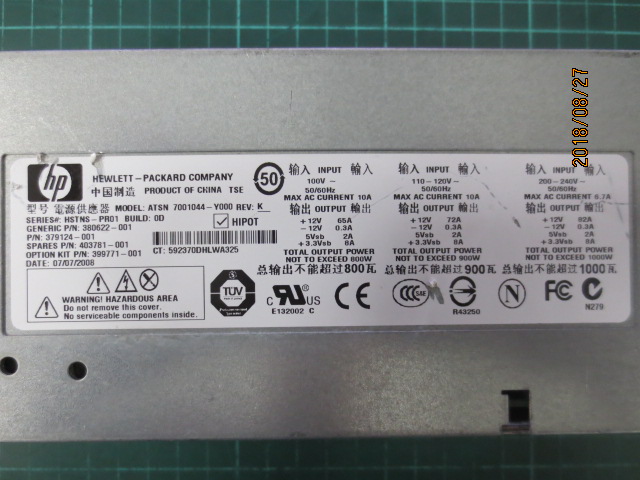 2018/08/27
hp
HEWLETT-PACKARD COMPANY
中国制造 PRODUCT OF CHINA TSE
50
型号 電源供應器 MODEL: ATSN 7001044-Y000 REV: K
SERIES#: HSTNS-PR01 BUILD: 0D
HIPOT
GENERIC P/N: 380622-001
P/N: 379124-001
SPARES P/N: 403781-001
OPTION KIT P/N: 399771-001
DATE: 07/07/2008
CT: 592370DHLWA325
输入 INPUT 輸入
100V ~
50/60Hz
MAX AC CURRENT 10A
输出 OUTPUT 輸出
+12V 65A
-12V 0.3A
5Vsb 2A
+3.3Vsb 8A
TOTAL OUTPUT POWER
NOT TO EXCEED 800W
总输出不能超过800瓦
输入 INPUT 輸入
110-120V~
50/60Hz
MAX AC CURRENT 10A
输出 OUTPUT 輸出
+12V 72A
-12V 0.3A
5Vsb 2A
+3.3Vsb 8A
TOTAL OUTPUT POWER
NOT TO EXCEED 900W
总输出不能超过900瓦
输入 INPUT 輸入
200-240V~
50/60Hz
MAX AC CURRENT 6.7A
输出 OUTPUT 輸出
+12V 82A
-12V 0.3A
5Vsb 2A
+3.3Vsb 8A
TOTAL OUTPUT POWER
NOT TO EXCEED 1000W
总输出不能超过1000瓦
WARNING! HAZARDOUS AREA
Do not remove this cover.
No serviceable components inside.
TÜV
C UL US
E132002 C
CE
CCC
S&E
R43250
N
FC
N279